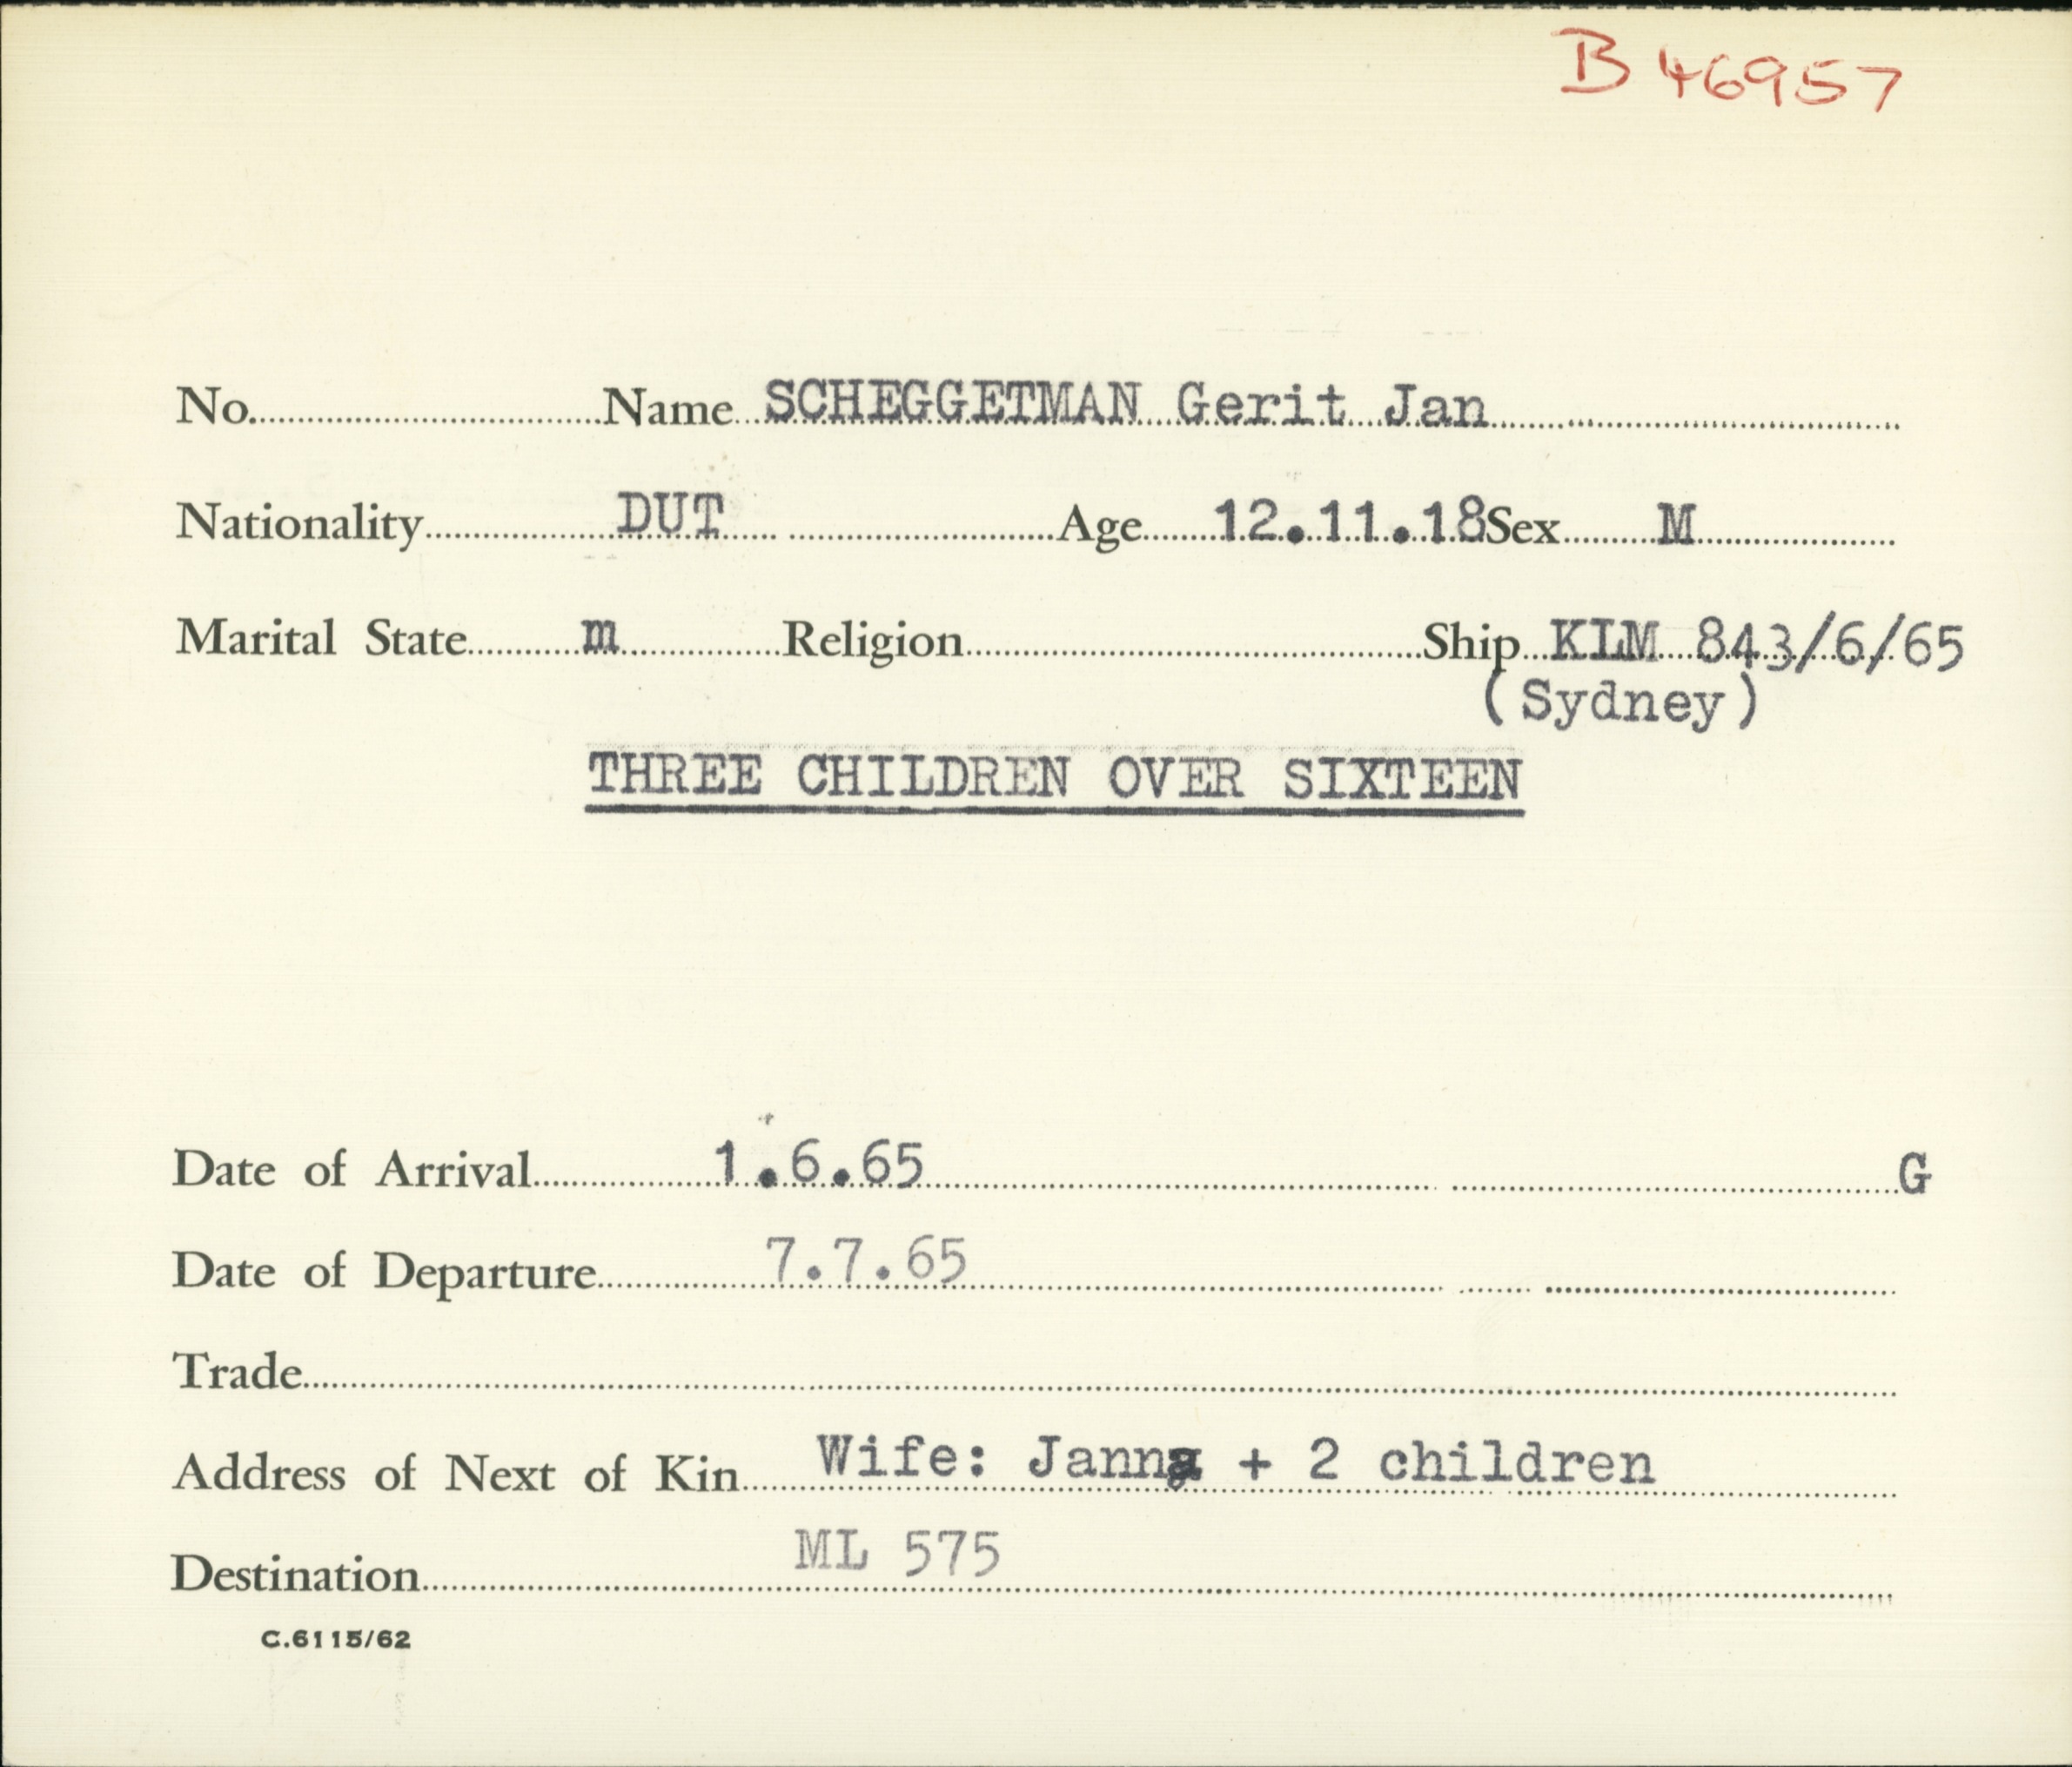 B 46957
No. Name SCHEGGETMAN Gerit Jan
Nationality DUT Age 12.11.18 Sex M
Marital State m Religion Ship KLM 843/6/65
(Sydney)
THREE CHILDREN OVER SIXTEEN
Date of Arrival 1.6.65 G
Date of Departure 7.7.65
Trade
Address of Next of Kin Wife: Janna + 2 children
Destination ML 575
C.6115/62